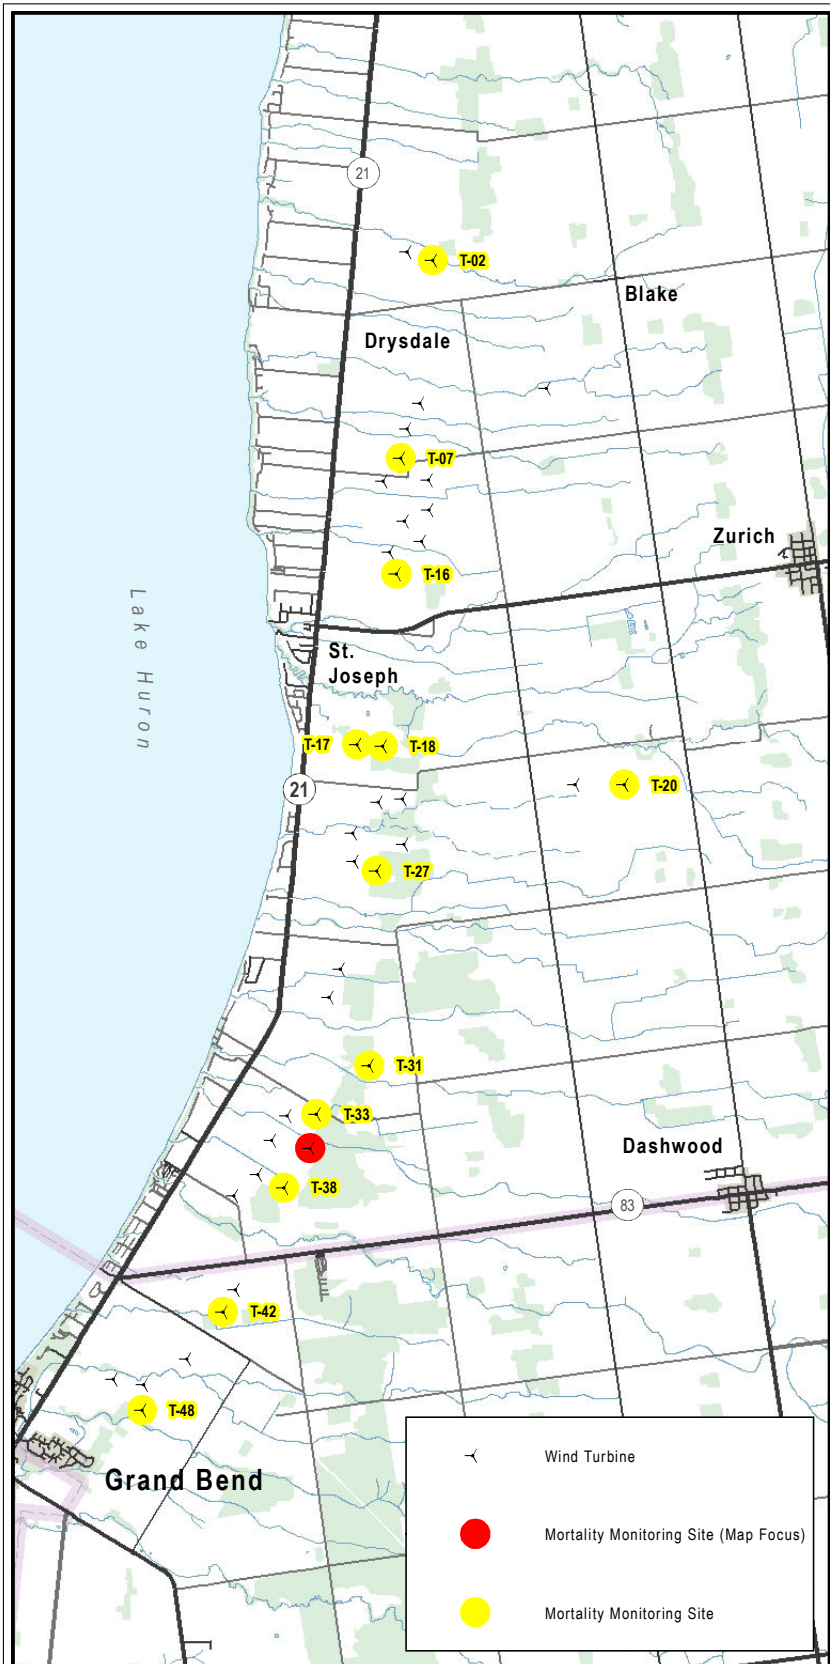 21
T-02
Blake
Drysdale
T-07
Zurich
T-16
Lake Huron
St.
Joseph
T-17
T-18
21
T-20
T-27
T-31
T-33
Dashwood
T-38
83
T-42
T-48
Grand Bend
Wind Turbine
Mortality Monitoring Site (Map Focus)
Mortality Monitoring Site